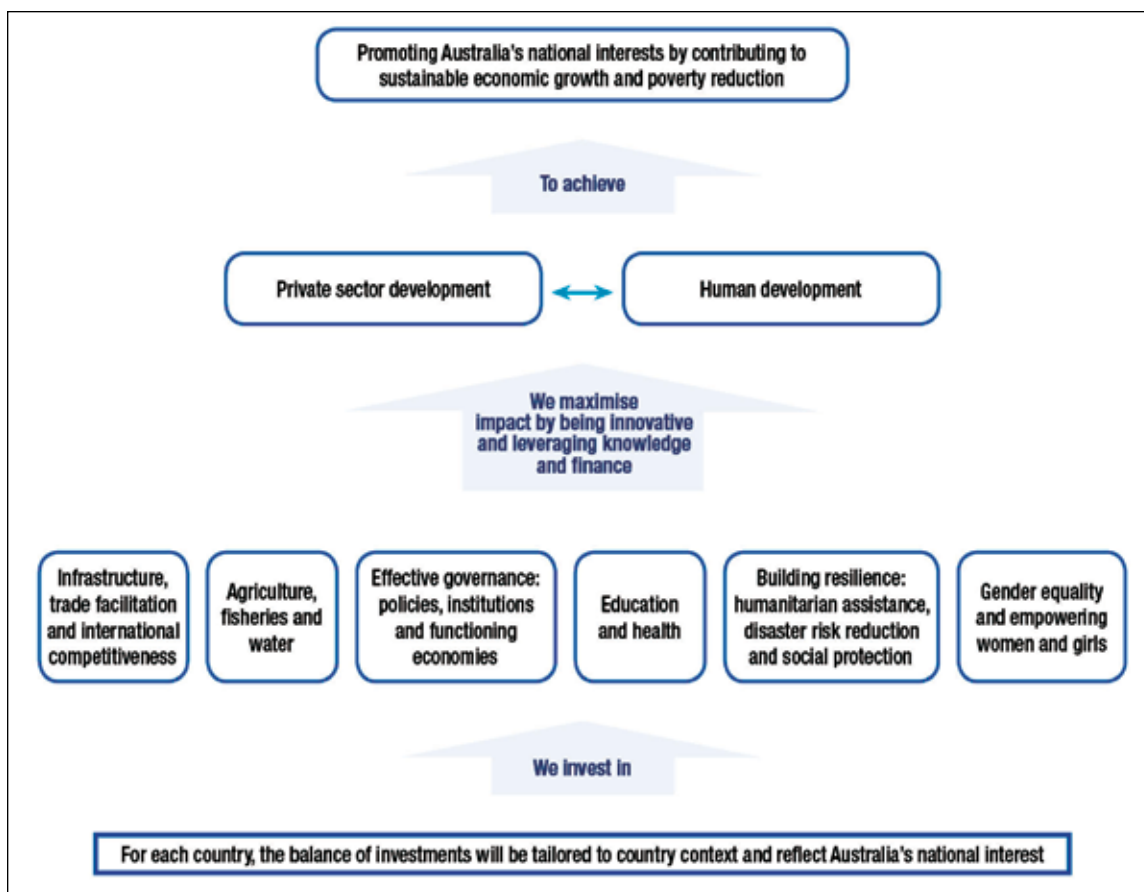 Promoting Australia's national interests by contributing to
sustainable economic growth and poverty reduction
To achieve
Private sector development
Human development
We maximise
impact by being innovative
and leveraging knowledge
and finance
Infrastructure,
trade facilitation
and international
competitiveness
Agriculture,
fisheries and
water
Effective governance:
policies, institutions
and functioning
economies
Education
and health
Building resilience:
humanitarian assistance,
disaster risk reduction
and social protection
Gender equality
and empowering
women and girls
We invest in
For each country, the balance of investments will be tailored to country context and reflect Australia's national interest